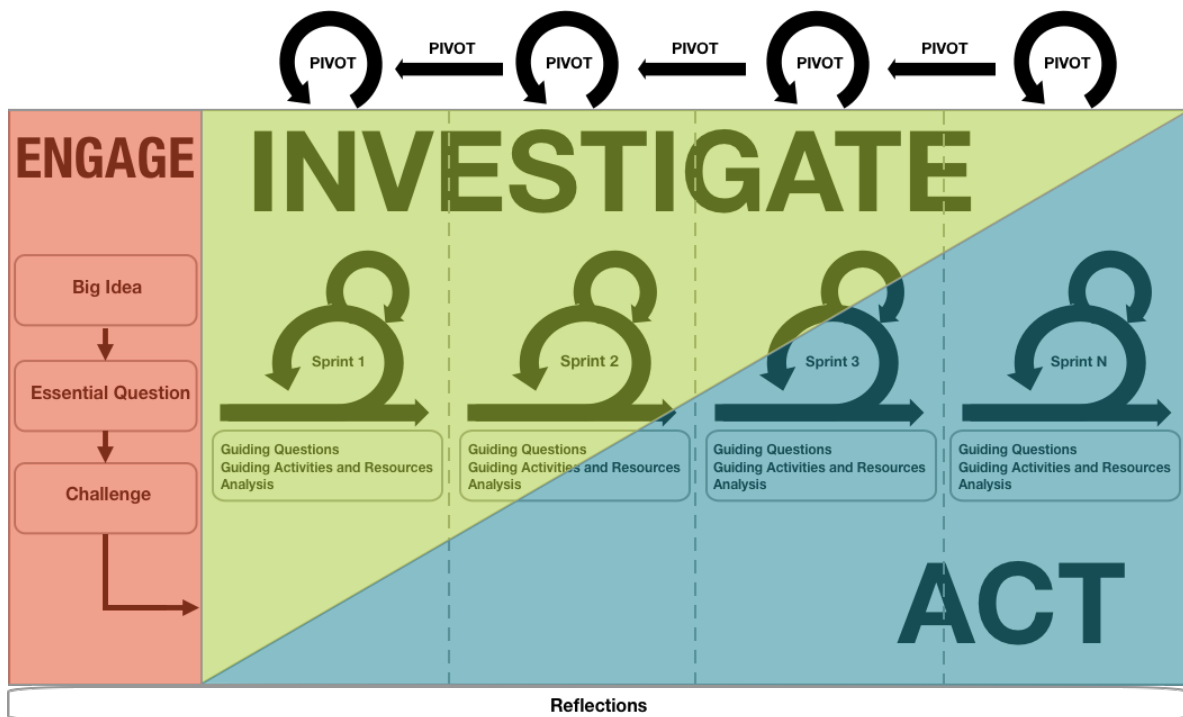 PIVOT
PIVOT
PIVOT
PIVOT
PIVOT
PIVOT
PIVOT
ENGAGE
INVESTIGATE
Big Idea
Essential Question
Challenge
Sprint 1
Sprint 2
Sprint 3
Sprint N
Guiding Questions
Guiding Activities and Resources
Analysis
Guiding Questions
Guiding Activities and Resources
Analysis
Guiding Questions
Guiding Activities and Resources
Analysis
Guiding Questions
Guiding Activities and Resources
Analysis
ACT
Reflections